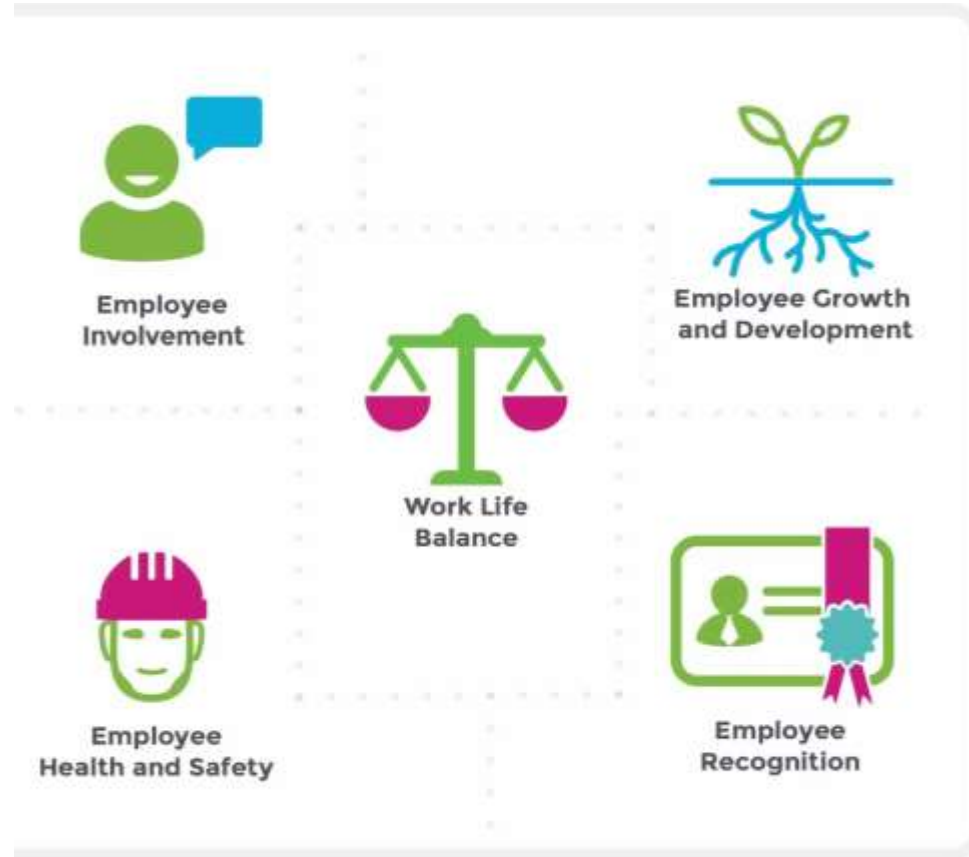 Employee
Involvement
Employee Growth
and Development
Work Life
Balance
Employee
Health and Safety
Employee
Recognition